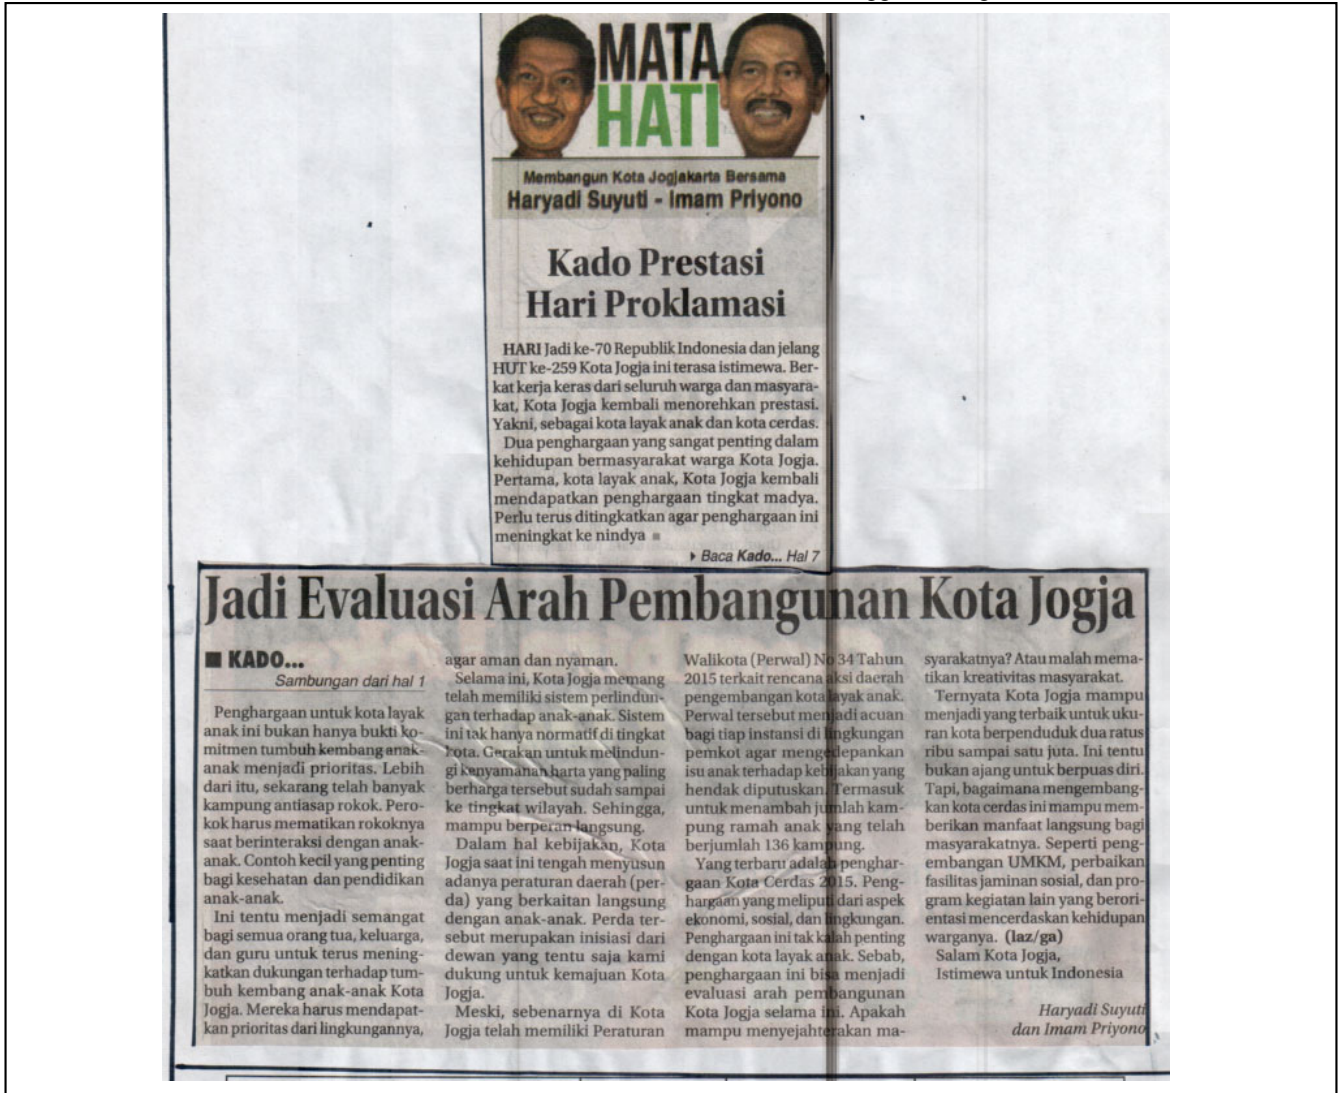 MATA
HATI
Membangun Kota Jogjakarta Bersama
Haryadi Suyuti - Imam Priyono
Kado Prestasi
Hari Proklamasi
HARI Jadi ke-70 Republik Indonesia dan jelang
HUT ke-259 Kota Jogja ini terasa istimewa. Ber-
kat kerja keras dari seluruh warga dan masyara-
kat, Kota Jogja kembali menorehkan prestasi.
Yakni, sebagai kota layak anak dan kota cerdas.
Dua penghargaan yang sangat penting dalam
kehidupan bermasyarakat warga Kota Jogja.
Pertama, kota layak anak, Kota Jogja kembali
mendapatkan penghargaan tingkat madya.
Perlu terus ditingkatkan agar penghargaan ini
meningkat ke nindya ■
▸ Baca Kado... Hal 7
Jadi Evaluasi Arah Pembangunan Kota Jogja
■ KADO...
Sambungan dari hal 1
Penghargaan untuk kota layak
anak ini bukan hanya bukti ko-
mitmen tumbuh kembang anak-
anak menjadi prioritas. Lebih
dari itu, sekarang telah banyak
kampung antiasap rokok. Pero-
kok harus mematikan rokoknya
saat berinteraksi dengan anak-
anak. Contoh kecil yang penting
bagi kesehatan dan pendidikan
anak-anak.
Ini tentu menjadi semangat
bagi semua orang tua, keluarga,
dan guru untuk terus mening-
katkan dukungan terhadap tum-
buh kembang anak-anak Kota
Jogja. Mereka harus mendapat-
kan prioritas dari lingkungannya,
agar aman dan nyaman.
Selama ini, Kota Jogja memang
telah memiliki sistem perlindun-
gan terhadap anak-anak. Sistem
ini tak hanya normatif di tingkat
kota. Gerakan untuk melindun-
gi kenyamanan harta yang paling
berharga tersebut sudah sampai
ke tingkat wilayah. Sehingga,
mampu berperan langsung.
Dalam hal kebijakan, Kota
Jogja saat ini tengah menyusun
adanya peraturan daerah (per-
da) yang berkaitan langsung
dengan anak-anak. Perda ter-
sebut merupakan inisiasi dari
dewan yang tentu saja kami
dukung untuk kemajuan Kota
Jogja.
Meski, sebenarnya di Kota
Jogja telah memiliki Peraturan
Walikota (Perwal) No 34 Tahun
2015 terkait rencana aksi daerah
pengembangan kota layak anak.
Perwal tersebut menjadi acuan
bagi tiap instansi di lingkungan
pemkot agar mengedepankan
isu anak terhadap kebijakan yang
hendak diputuskan. Termasuk
untuk menambah jumlah kam-
pung ramah anak yang telah
berjumlah 136 kampung.
Yang terbaru adalah penghar-
gaan Kota Cerdas 2015. Peng-
hargaan yang meliputi dari aspek
ekonomi, sosial, dan lingkungan.
Penghargaan ini tak kalah penting
dengan kota layak anak. Sebab,
penghargaan ini bisa menjadi
evaluasi arah pembangunan
Kota Jogja selama ini. Apakah
mampu menyejahterakan ma-
syarakatnya? Atau malah mema-
tikan kreativitas masyarakat.
Ternyata Kota Jogja mampu
menjadi yang terbaik untuk uku-
ran kota berpenduduk dua ratus
ribu sampai satu juta. Ini tentu
bukan ajang untuk berpuas diri.
Tapi, bagaimana mengembang-
kan kota cerdas ini mampu mem-
berikan manfaat langsung bagi
masyarakatnya. Seperti peng-
embangan UMKM, perbaikan
fasilitas jaminan sosial, dan pro-
gram kegiatan lain yang berori-
entasi mencerdaskan kehidupan
warganya. (laz/ga)
Salam Kota Jogja,
Istimewa untuk Indonesia
Haryadi Suyuti
dan Imam Priyono